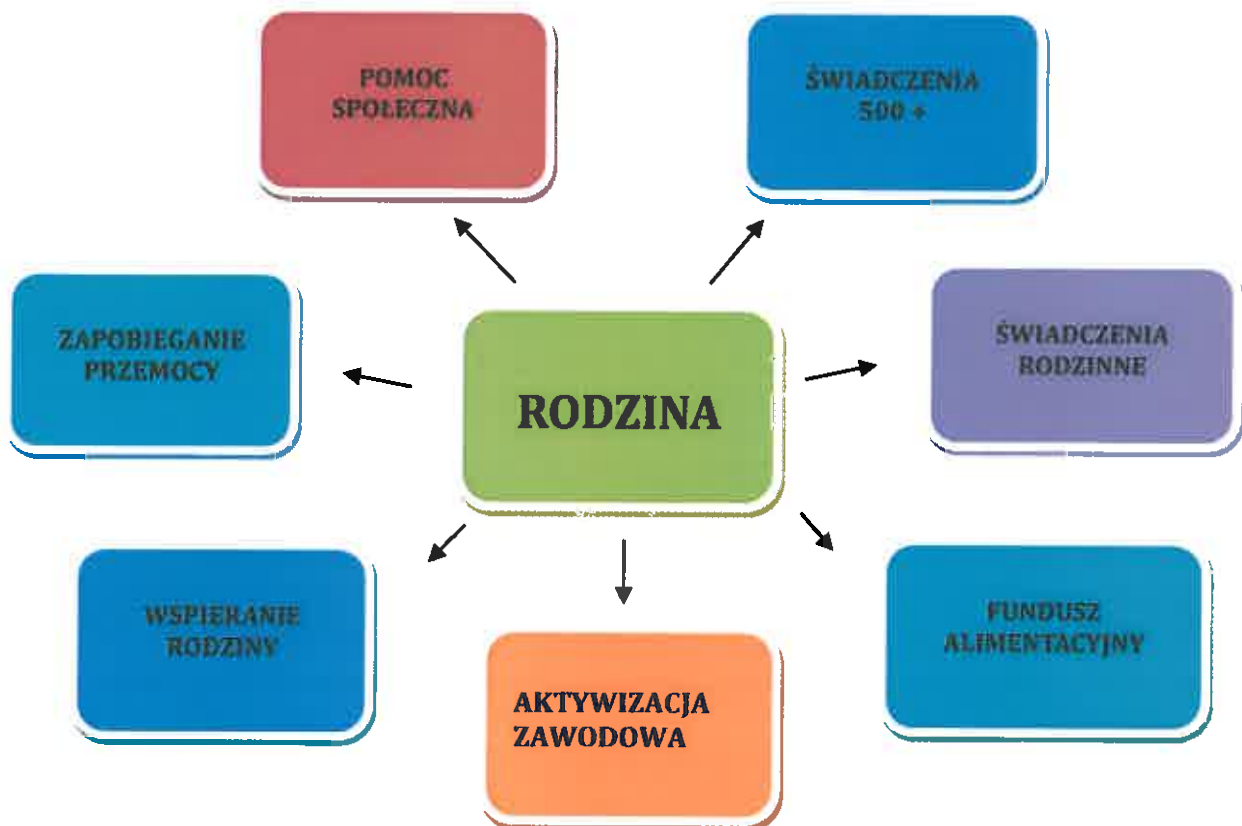 POMOC
SPOŁECZNA
ŚWIADCZENIA
500 +
ZAPOBIEGANIE
PRZEMOCY
RODZINA
ŚWIADCZENIA
RODZINNE
WSPIERANIE
RODZINY
AKTYWIZACJA
ZAWODOWA
FUNDUSZ
ALIMENTACYJNY